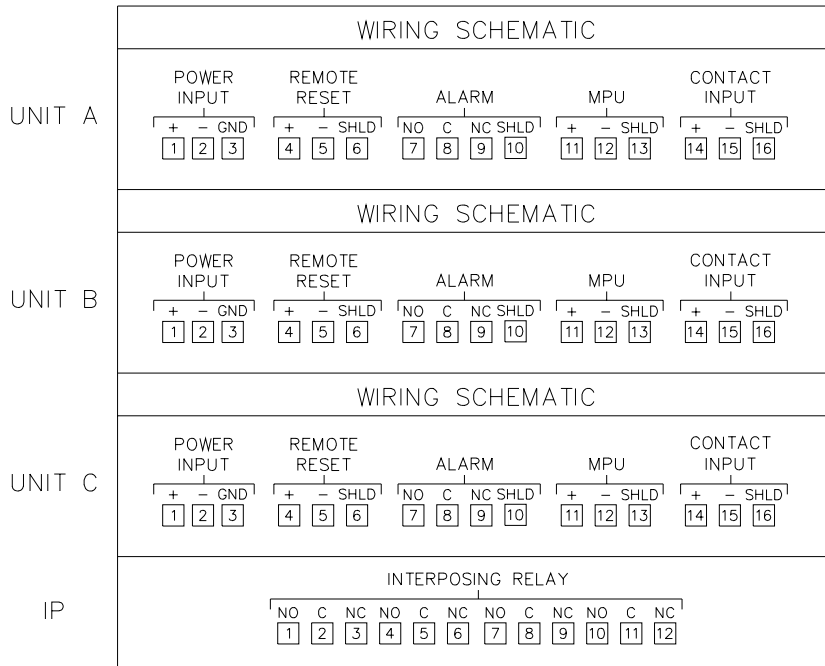 WIRING SCHEMATIC
UNIT A
POWER INPUT REMOTE RESET ALARM MPU CONTACT INPUT
+ − GND + − SHLD NO C NC SHLD + − SHLD + − SHLD
1 2 3 4 5 6 7 8 9 10 11 12 13 14 15 16
WIRING SCHEMATIC
UNIT B
POWER INPUT REMOTE RESET ALARM MPU CONTACT INPUT
+ − GND + − SHLD NO C NC SHLD + − SHLD + − SHLD
1 2 3 4 5 6 7 8 9 10 11 12 13 14 15 16
WIRING SCHEMATIC
UNIT C
POWER INPUT REMOTE RESET ALARM MPU CONTACT INPUT
+ − GND + − SHLD NO C NC SHLD + − SHLD + − SHLD
1 2 3 4 5 6 7 8 9 10 11 12 13 14 15 16
IP
INTERPOSING RELAY
NO C NC NO C NC NO C NC NO C NC
1 2 3 4 5 6 7 8 9 10 11 12